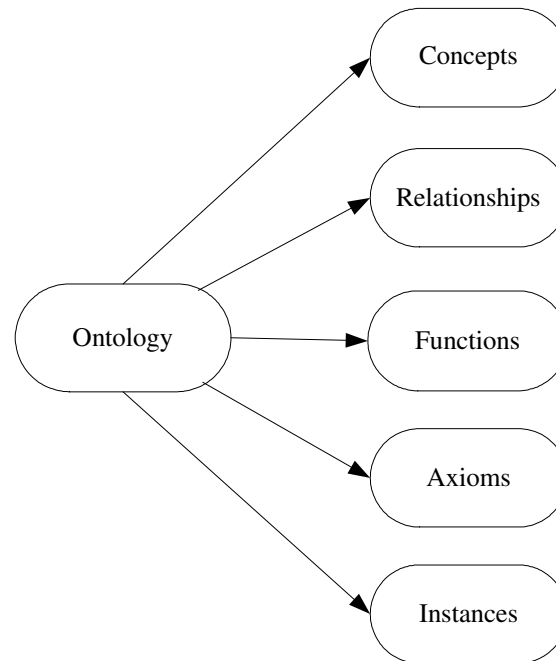 Concepts
Relationships
Ontology
Functions
Axioms
Instances